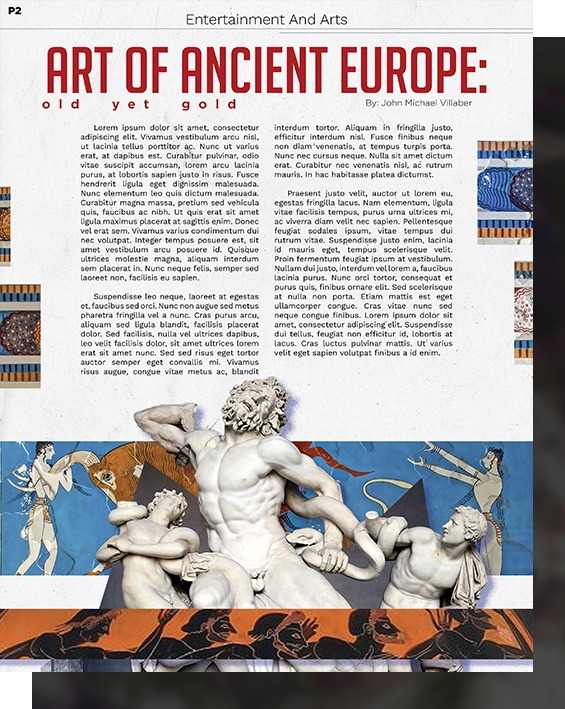 P2
Entertainment And Arts
ART OF ANCIENT EUROPE:
old yet gold
By: John Michael Villaber
Lorem ipsum dolor sit amet, consectetur
adipiscing elit. Vivamus vestibulum arcu nisl,
ut lacinia tellus porttitor ac. Nunc ut varius
erat, at dapibus est. Curabitur pulvinar, odio
vitae suscipit accumsan, lorem arcu lacinia
purus, at lobortis sapien justo in risus. Fusce
hendrerit ligula eget dignissim malesuada.
Nunc elementum leo quis dictum malesuada.
Curabitur magna massa, pretium sed vehicula
quis, faucibus ac nibh. Ut quis erat sit amet
ligula maximus placerat at sagittis enim. Donec
vel erat sem. Vivamus varius condimentum dui
nec volutpat. Integer tempus posuere est, sit
amet vestibulum arcu posuere id. Quisque
ultrices molestie magna, aliquam interdum
sem placerat in. Nunc neque felis, semper sed
laoreet non, facilisis eu sapien.
Suspendisse leo neque, laoreet at egestas
et, faucibus sed orci. Nunc non augue sed metus
pharetra fringilla vel a nunc. Cras purus arcu,
aliquam sed ligula blandit, facilisis placerat
dolor. Sed facilisis, nulla vel ultrices dapibus,
leo velit facilisis dolor, sit amet ultrices lorem
erat sit amet nunc. Sed sed risus eget tortor
auctor semper eget convallis mi. Vivamus
risus augue, congue vitae metus ac, blandit
interdum tortor. Aliquam in fringilla justo,
efficitur interdum nisl. Fusce finibus neque
non diam venenatis, at tempus turpis porta.
Nunc nec cursus neque. Nulla sit amet dictum
erat. Curabitur nec venenatis nisl, ac rutrum
mauris. In hac habitasse platea dictumst.
Praesent justo velit, auctor ut lorem eu,
egestas fringilla lacus. Nam elementum, ligula
vitae facilisis tempus, purus urna ultrices mi,
ac viverra diam velit nec sapien. Pellentesque
feugiat sodales ipsum, vitae tempus dui
rutrum vitae. Suspendisse justo enim, lacinia
id mauris eget, tempus scelerisque velit.
Proin fermentum feugiat ipsum at vestibulum.
Nullam dui justo, interdum vel lorem a, faucibus
lacinia purus. Nunc orci tortor, consequat et
purus quis, finibus ornare elit. Sed scelerisque
at nulla non porta. Etiam mattis est eget
ullamcorper congue. Cras vitae nunc sed
neque congue finibus. Lorem ipsum dolor sit
amet, consectetur adipiscing elit. Suspendisse
dui tellus, feugiat non efficitur id, lobortis at
lacus. Cras luctus pulvinar mattis. Ut varius
velit eget sapien volutpat finibus a id enim.